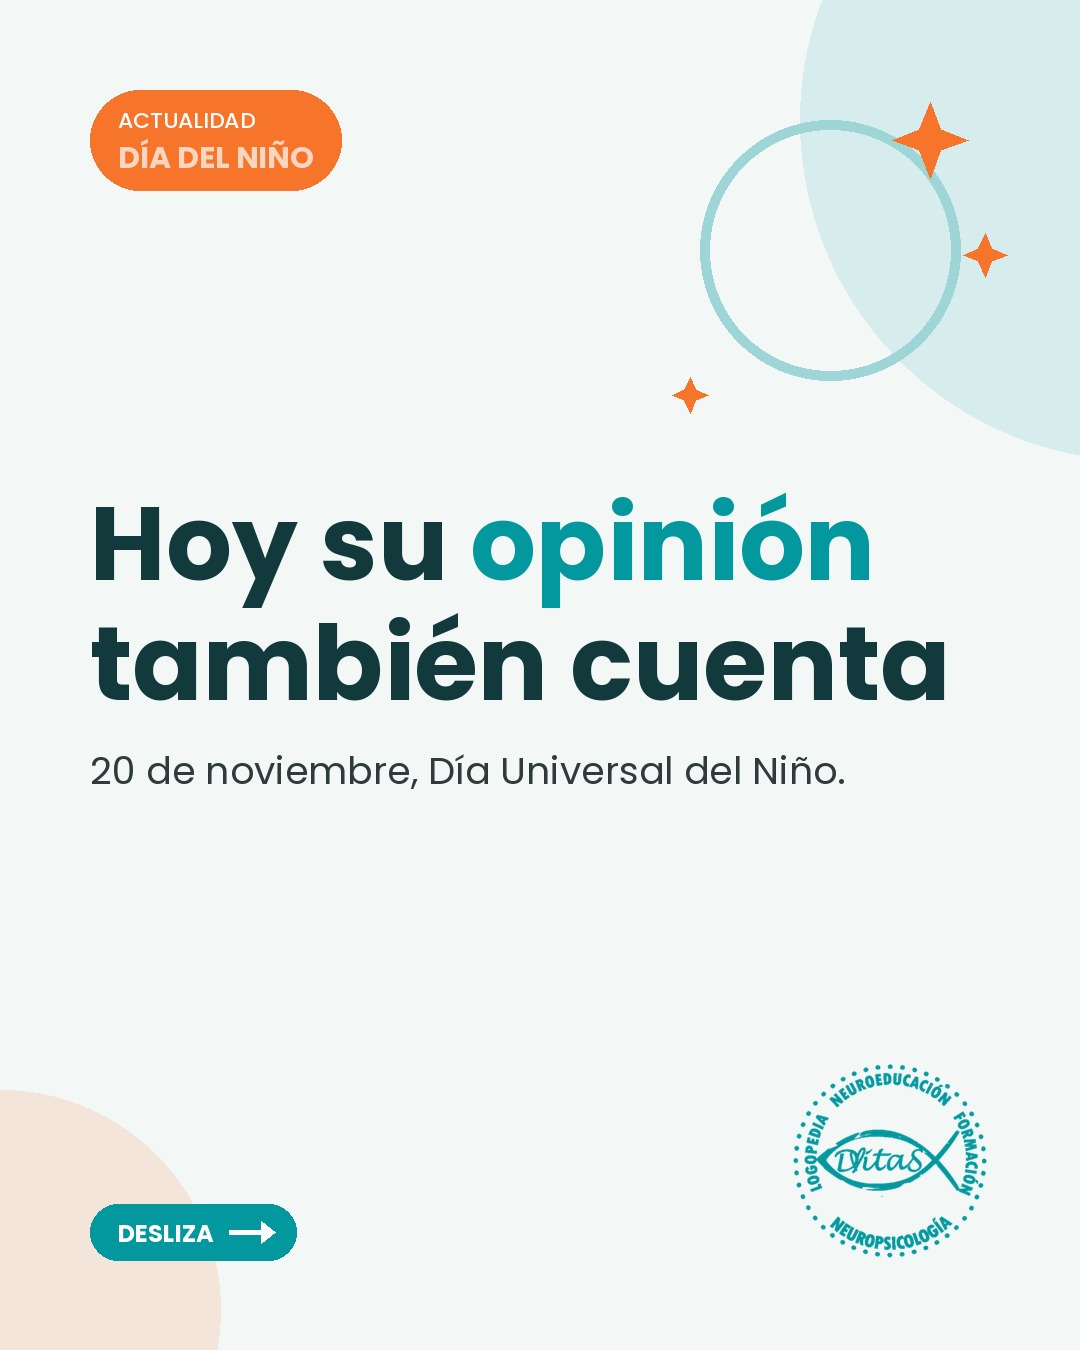 ACTUALIDAD
DÍA DEL NIÑO
Hoy su opinión
también cuenta
20 de noviembre, Día Universal del Niño.
NEUROEDUCACIÓN
LOGOPEDIA
FORMACIÓN
DVitaS
NEUROPSICOLOGÍA
DESLIZA